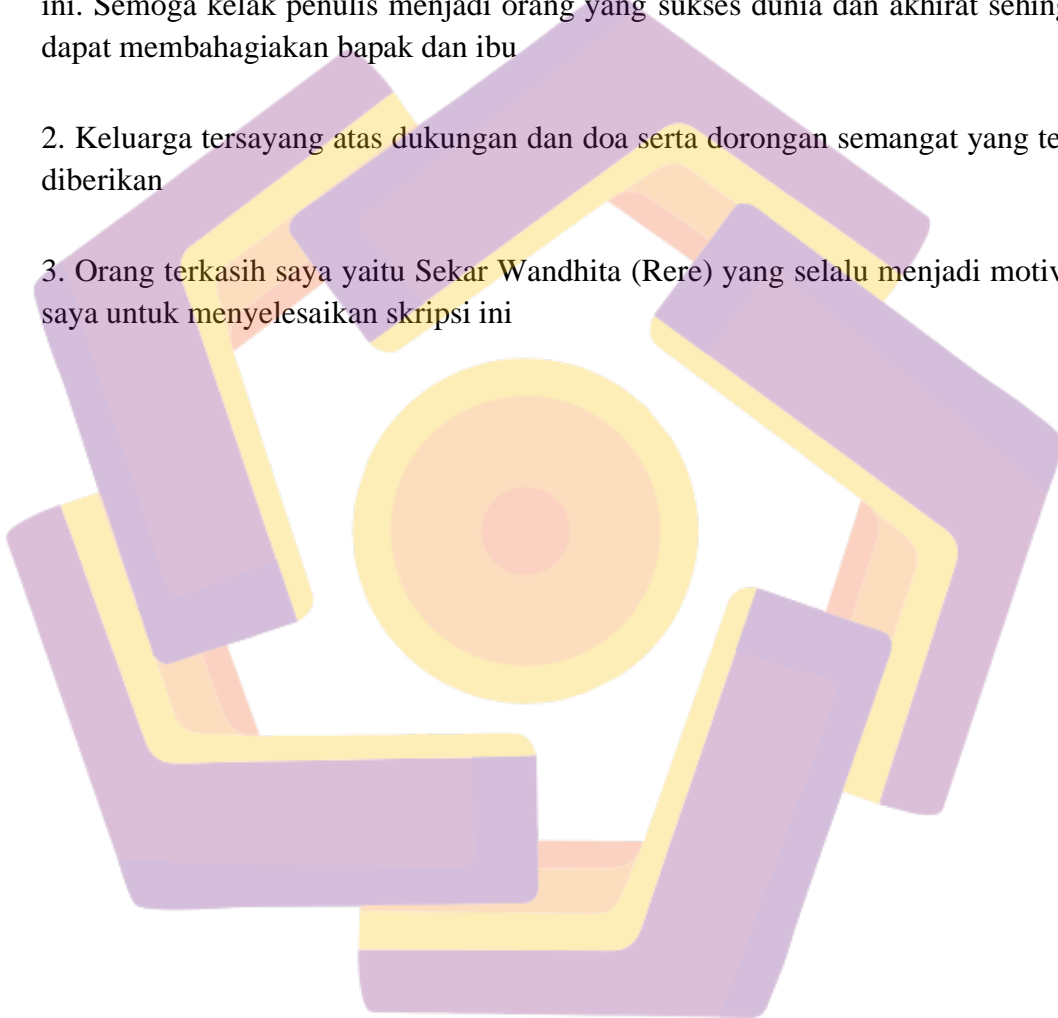 ini. Semoga kelak penulis menjadi orang yang sukses dunia dan akhirat sehing
dapat membahagiakan bapak dan ibu
2. Keluarga tersayang atas dukungan dan doa serta dorongan semangat yang te
diberikan
3. Orang terkasih saya yaitu Sekar Wandhita (Rere) yang selalu menjadi motiv
saya untuk menyelesaikan skripsi ini